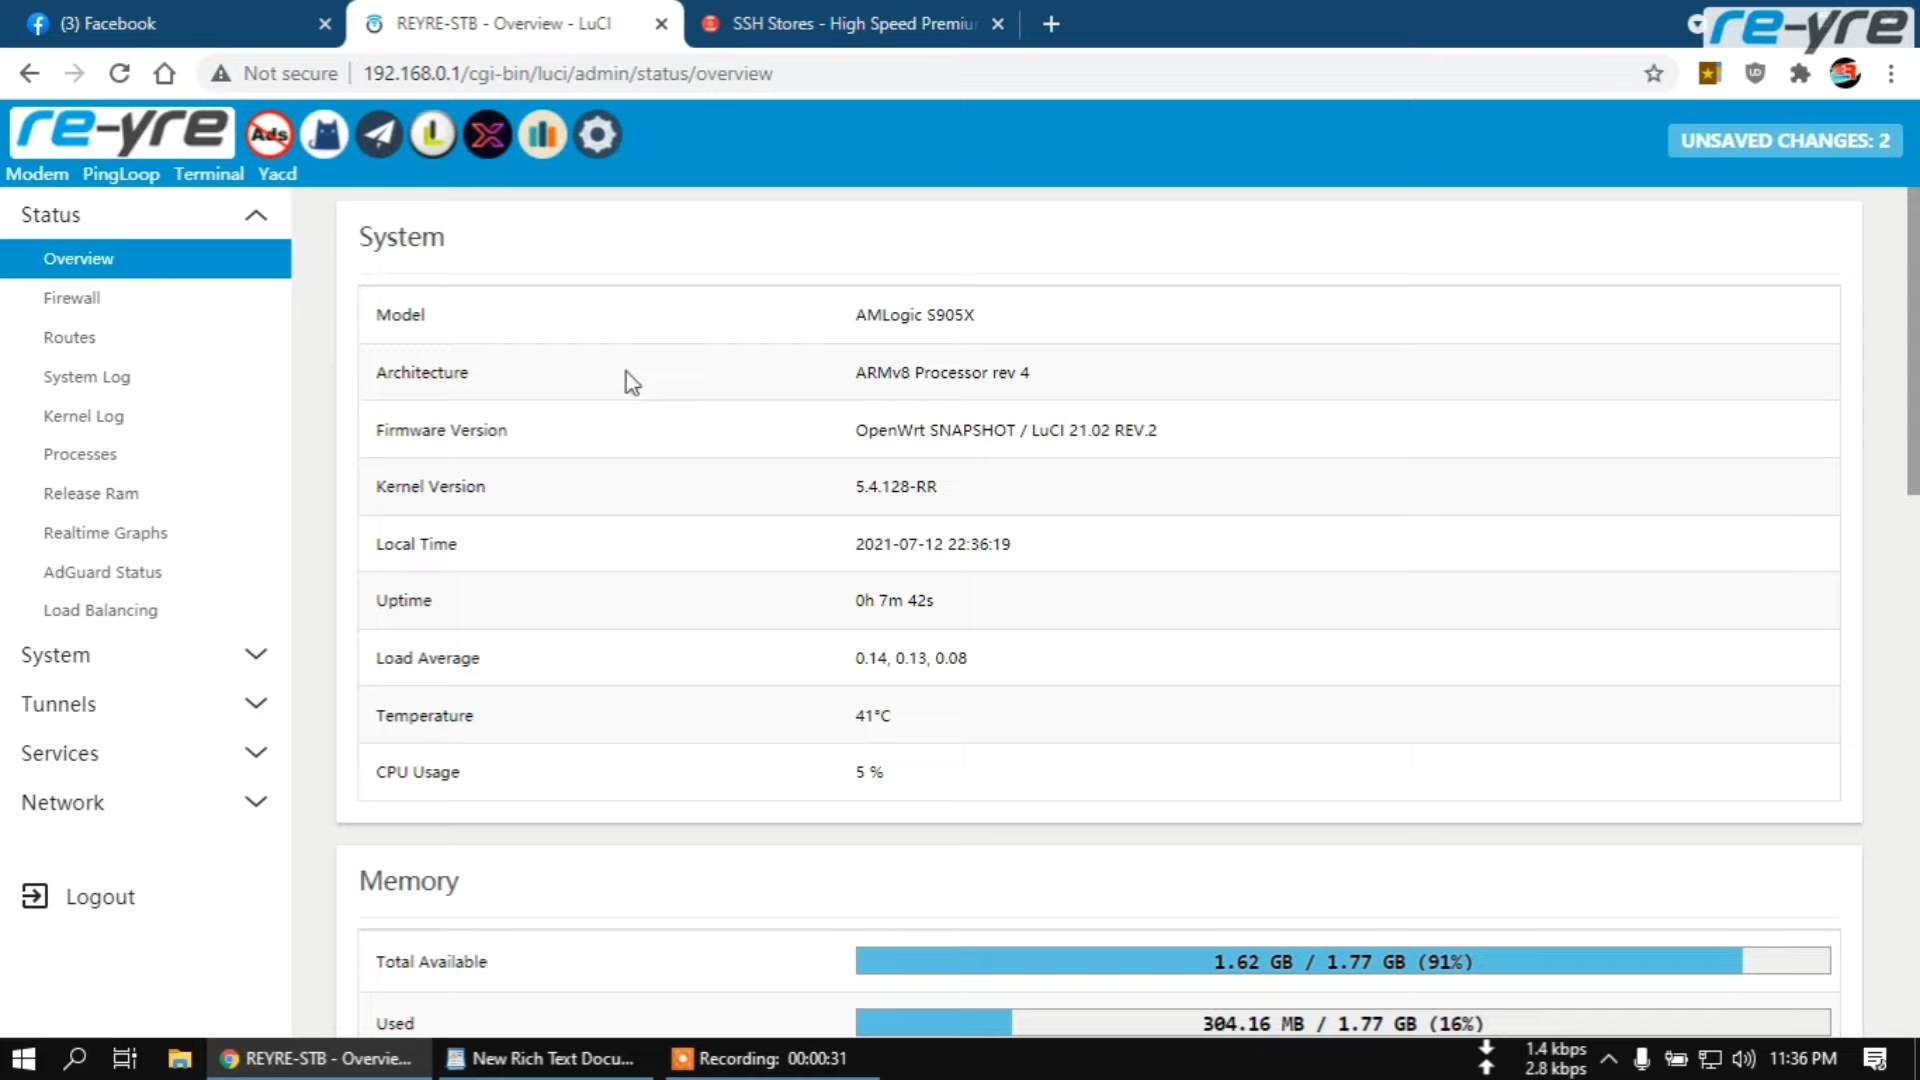 (3) Facebook
REYRE-STB - Overview - LuCI
SSH Stores - High Speed Premiu
re-yre
Not secure
192.168.0.1/cgi-bin/luci/admin/status/overview
re-yre
Ads
UNSAVED CHANGES: 2
Modem PingLoop Terminal Yacd
Status
Overview
Firewall
Routes
System Log
Kernel Log
Processes
Release Ram
Realtime Graphs
AdGuard Status
Load Balancing
System
Tunnels
Services
Network
Logout
System
Model AMLogic S905X
Architecture ARMv8 Processor rev 4
Firmware Version OpenWrt SNAPSHOT / LuCI 21.02 REV.2
Kernel Version 5.4.128-RR
Local Time 2021-07-12 22:36:19
Uptime 0h 7m 42s
Load Average 0.14, 0.13, 0.08
Temperature 41°C
CPU Usage 5 %
Memory
Total Available 1.62 GB / 1.77 GB (91%)
Used 304.16 MB / 1.77 GB (16%)
REYRE-STB - Overvie...
New Rich Text Docu...
Recording: 00:00:31
1.4 kbps
2.8 kbps
11:36 PM